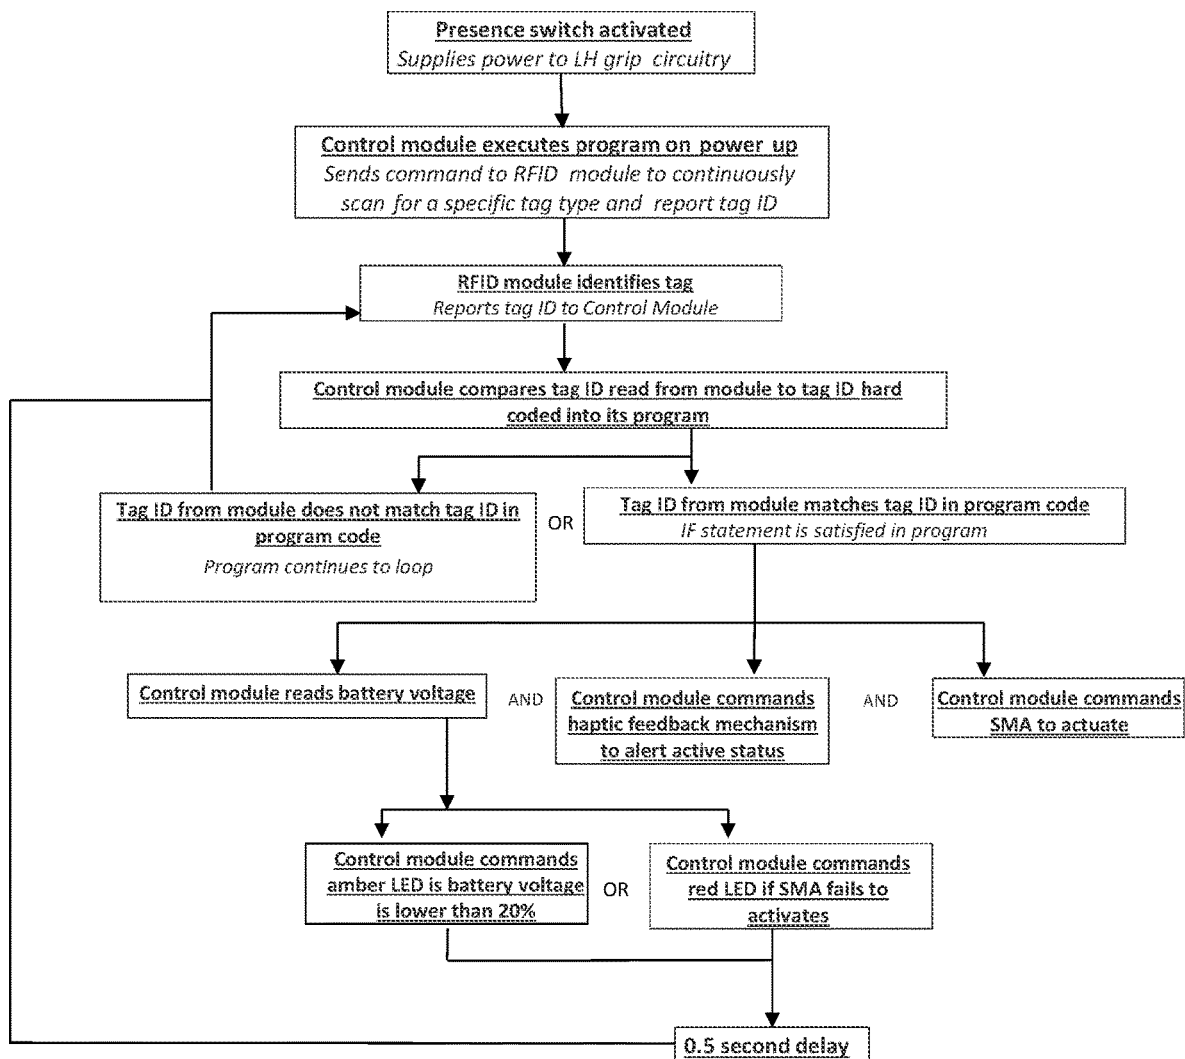 Presence switch activated
Supplies power to LH grip circuitry
Control module executes program on power up
Sends command to RFID module to continuously
scan for a specific tag type and report tag ID
RFID module identifies tag
Reports tag ID to Control Module
Control module compares tag ID read from module to tag ID hard
coded into its program
Tag ID from module does not match tag ID in
program code
Program continues to loop
OR
Tag ID from module matches tag ID in program code
IF statement is satisfied in program
Control module reads battery voltage
AND
Control module commands
haptic feedback mechanism
to alert active status
AND
Control module commands
SMA to actuate
Control module commands
amber LED is battery voltage
is lower than 20%
OR
Control module commands
red LED if SMA fails to
activates
0.5 second delay